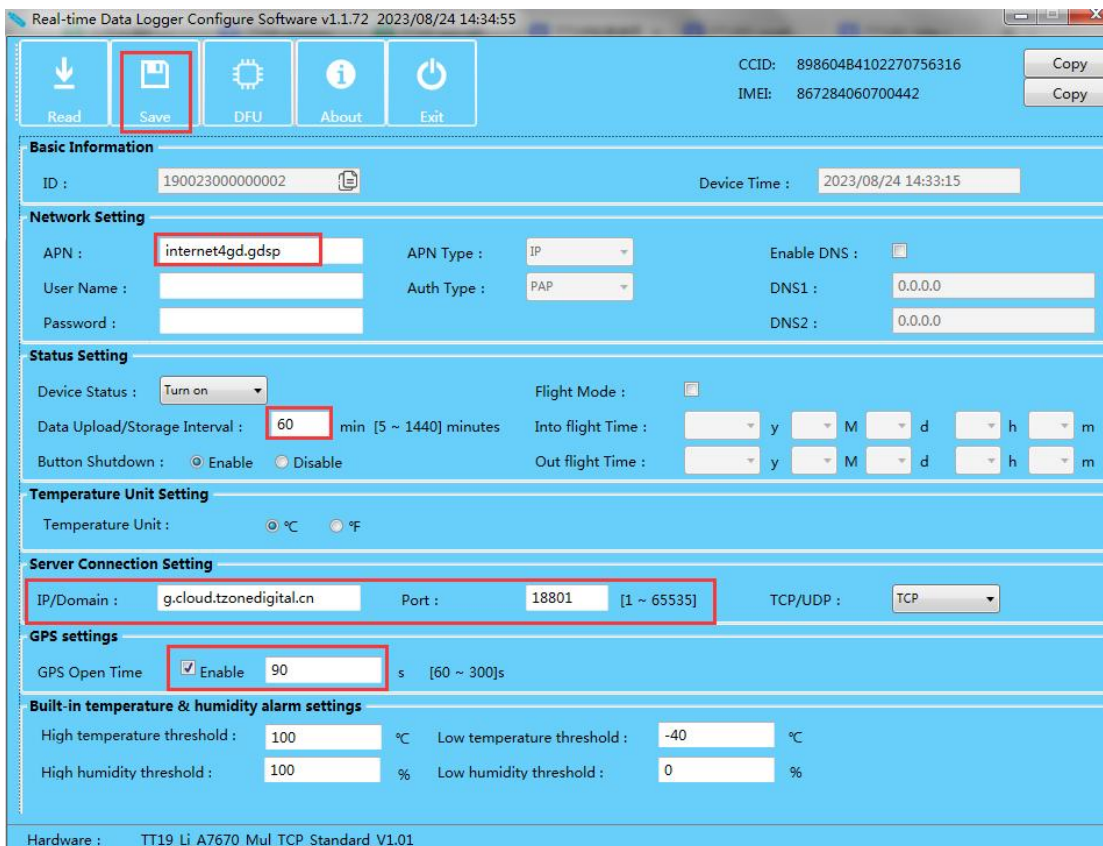 Real-time Data Logger Configure Software v1.1.72 2023/08/24 14:34:55
Read Save DFU About Exit
CCID: 898604B4102270756316 Copy
IMEI: 867284060700442 Copy
Basic Information
ID : 190023000000002 Device Time : 2023/08/24 14:33:15
Network Setting
APN : internet4gd.gdsp APN Type : IP Enable DNS :
User Name : Auth Type : PAP DNS1 : 0.0.0.0
Password : DNS2 : 0.0.0.0
Status Setting
Device Status : Turn on Flight Mode :
Data Upload/Storage Interval : 60 min [5 ~ 1440] minutes Into flight Time : y M d h m
Button Shutdown : Enable Disable Out flight Time : y M d h m
Temperature Unit Setting
Temperature Unit : ℃ ℉
Server Connection Setting
IP/Domain : g.cloud.tzonedigital.cn Port : 18801 [1 ~ 65535] TCP/UDP : TCP
GPS settings
GPS Open Time Enable 90 s [60 ~ 300]s
Built-in temperature & humidity alarm settings
High temperature threshold : 100 ℃ Low temperature threshold : -40 ℃
High humidity threshold : 100 % Low humidity threshold : 0 %
Hardware : TT19_Li_A7670_Mul_TCP_Standard_V1.01